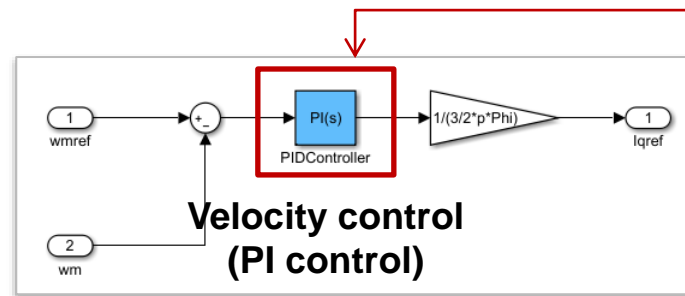 1
wmref
+
−
PI(s)
PIDController
1/(3/2*p*Phi)
1
Iqref
Velocity control
(PI control)
2
wm